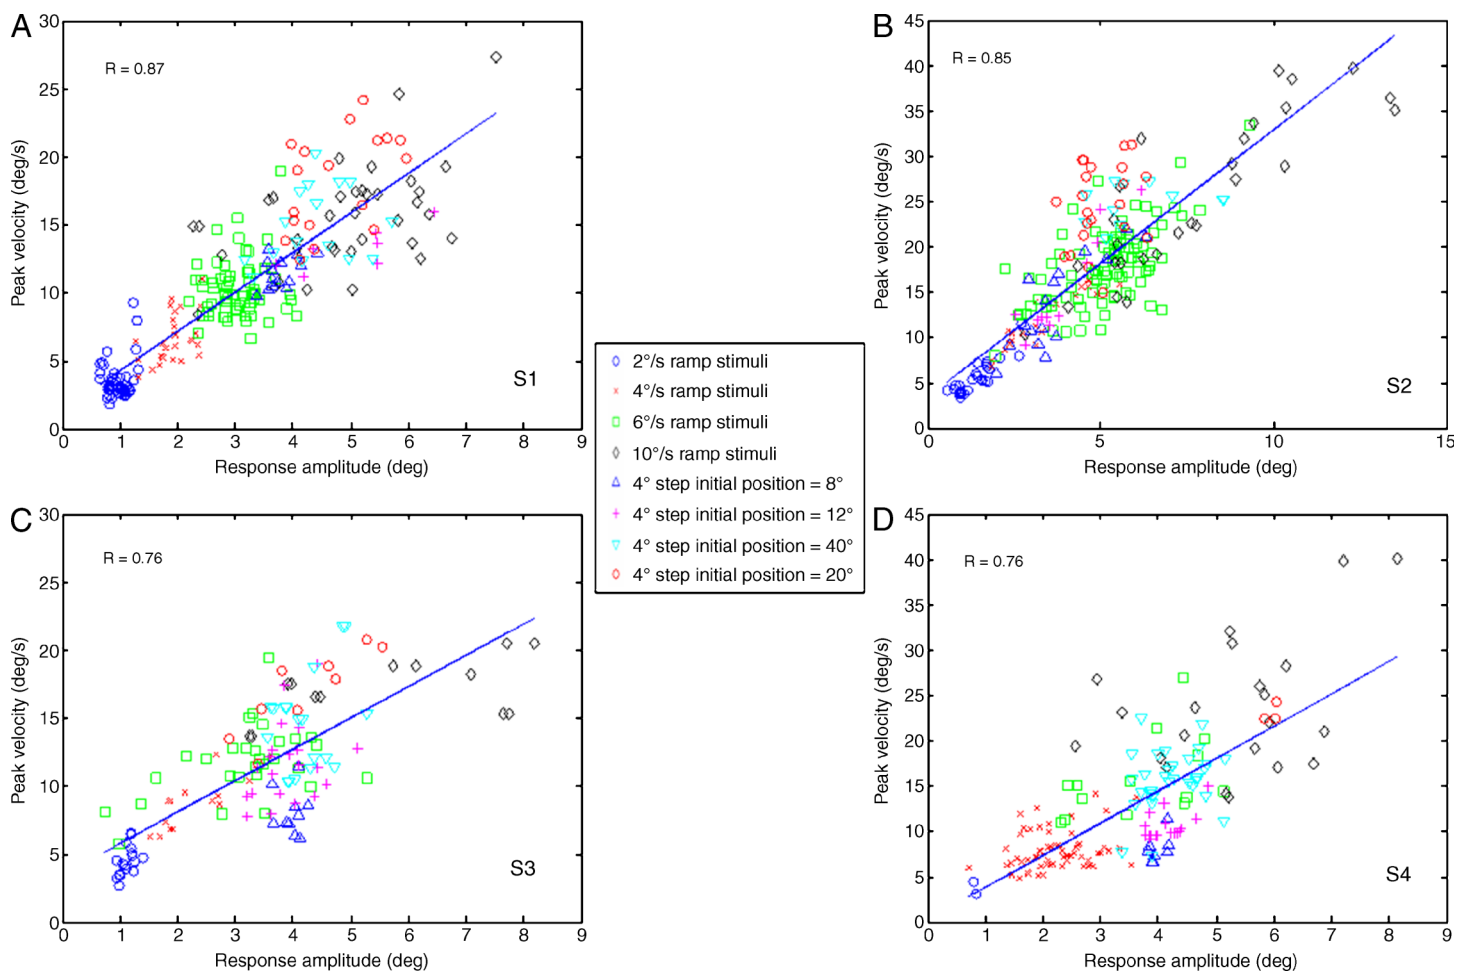 A
30
25
20
15
10
5
0
Peak velocity (deg/s)
R = 0.87
S1
0 1 2 3 4 5 6 7 8 9
Response amplitude (deg)
B
45
40
35
30
25
20
15
10
5
0
Peak velocity (deg/s)
R = 0.85
S2
0 5 10 15
Response amplitude (deg)
2°/s ramp stimuli
4°/s ramp stimuli
6°/s ramp stimuli
10°/s ramp stimuli
4° step initial position = 8°
4° step initial position = 12°
4° step initial position = 40°
4° step initial position = 20°
C
30
25
20
15
10
5
0
Peak velocity (deg/s)
R = 0.76
S3
0 1 2 3 4 5 6 7 8 9
Response amplitude (deg)
D
45
40
35
30
25
20
15
10
5
0
Peak velocity (deg/s)
R = 0.76
S4
0 1 2 3 4 5 6 7 8 9
Response amplitude (deg)